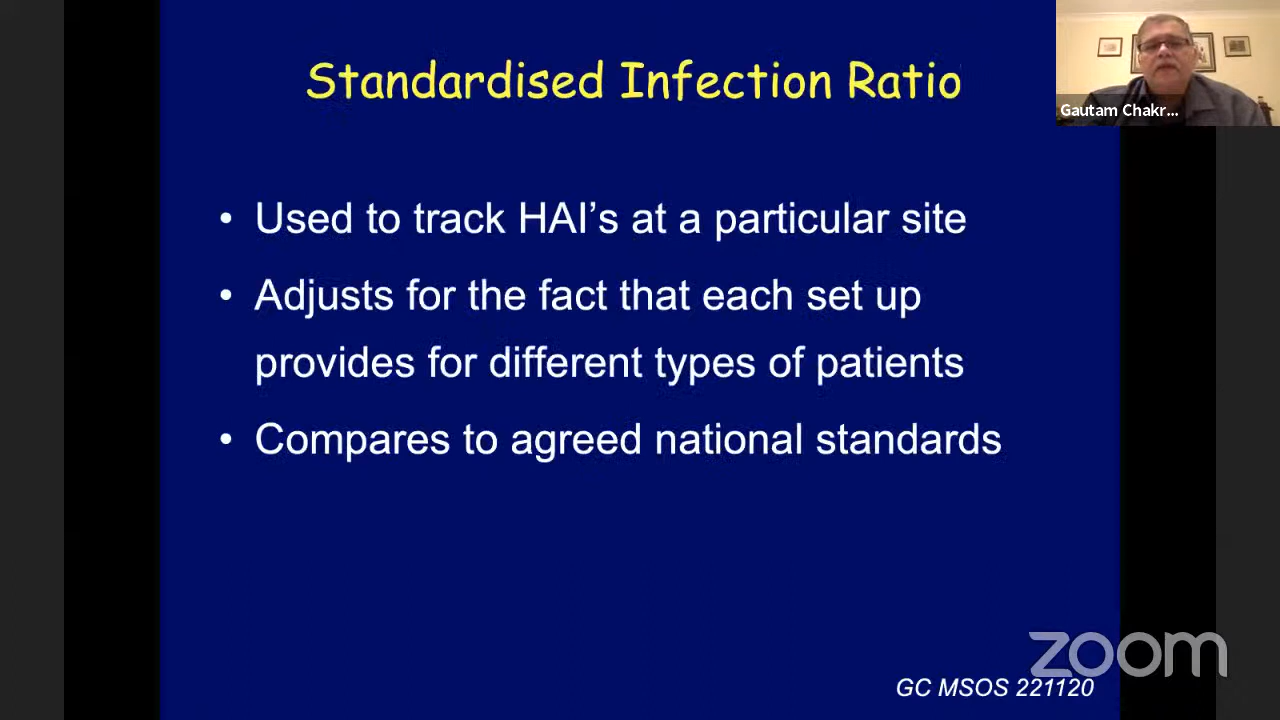 Standardised Infection Ratio
Gautam Chakr...
• Used to track HAI's at a particular site
• Adjusts for the fact that each set up
provides for different types of patients
• Compares to agreed national standards
zoom
GC MSOS 221120